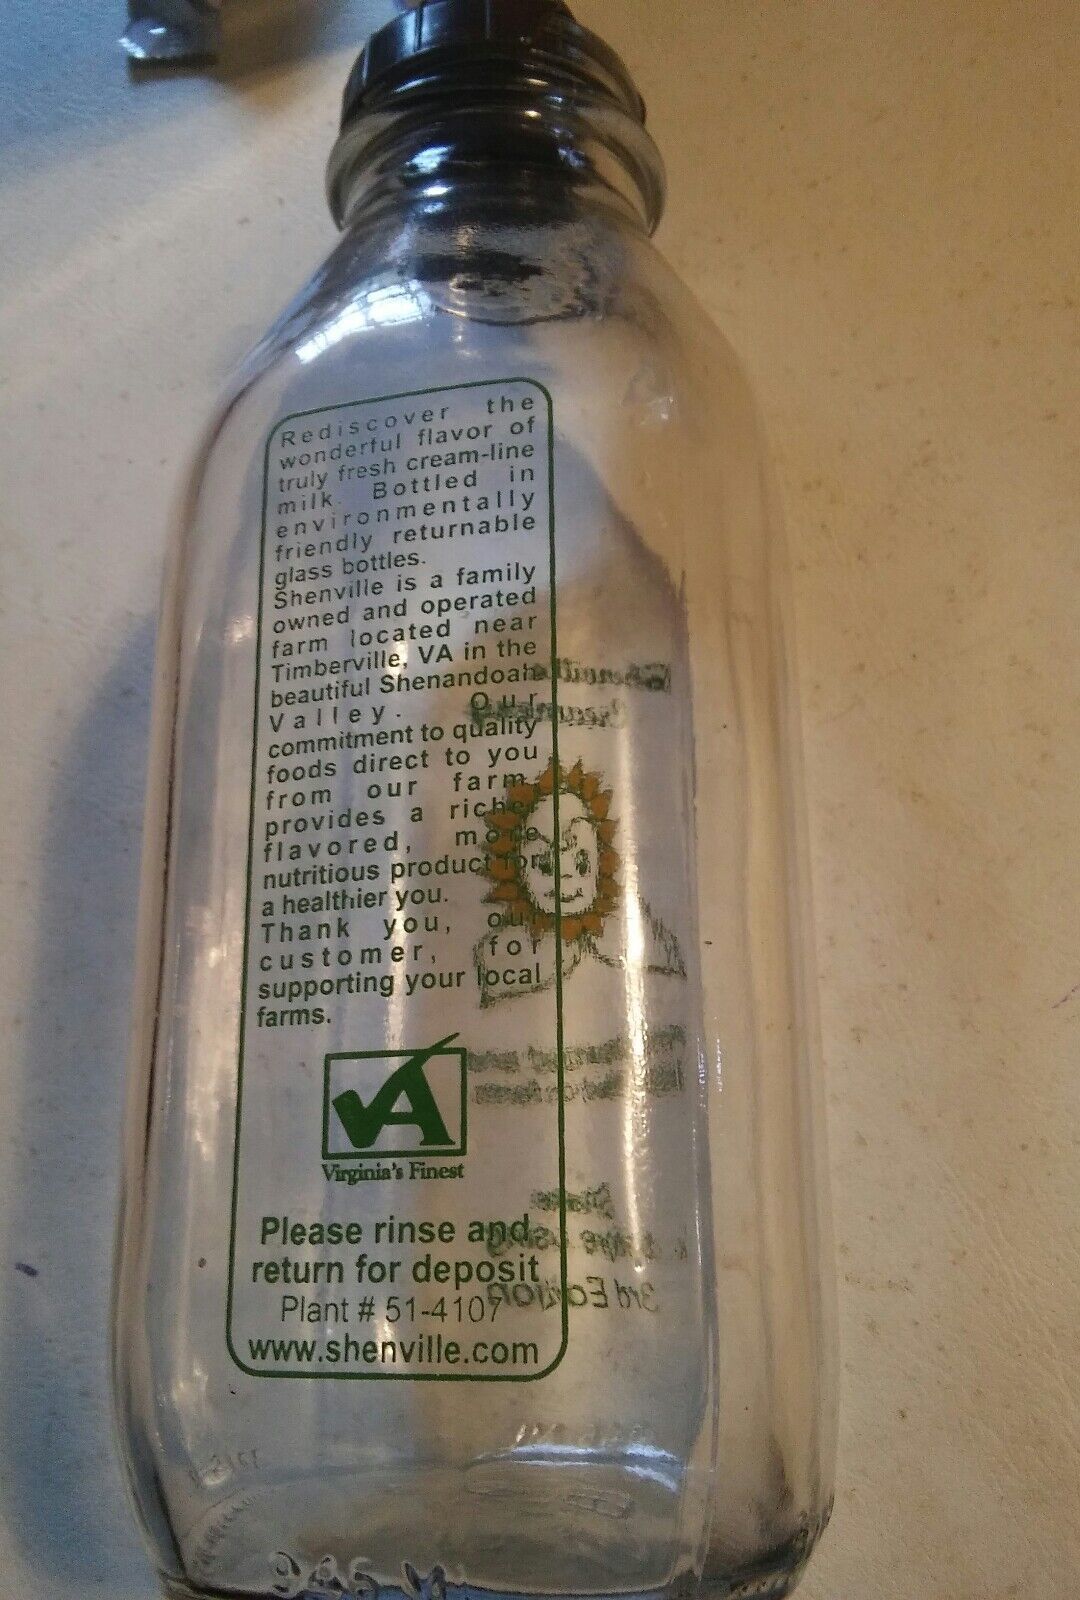 Rediscover the
wonderful flavor of
truly fresh cream-line
milk. Bottled in
environmentally
friendly returnable
glass bottles.
Shenville is a family
owned and operated
farm located near
Timberville, VA in the
beautiful Shenandoah
Valley. Our
commitment to quality
foods direct to you
from our farm,
provides a richer
flavored, more
nutritious product for
a healthier you.
Thank you, our
customer, for
supporting your local
farms.
VA
Virginia's Finest
Please rinse and
return for deposit
Plant # 51-4107
www.shenville.com
Shenville
Creamery
3rd Edition